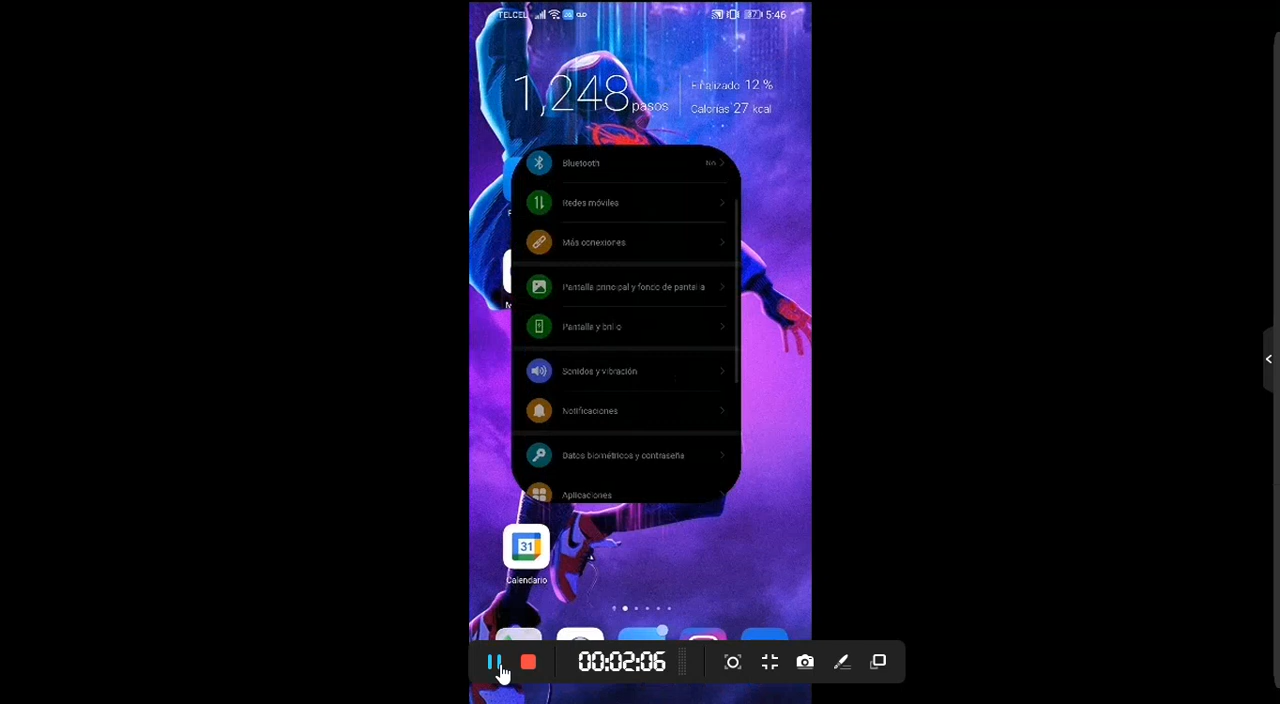 TELCEL 5:46
1,248 pasos
Finalizado 12 %
Calorías 27 kcal
Bluetooth No
Redes móviles
Más conexiones
Pantalla principal y fondo de pantalla
Pantalla y brillo
Sonidos y vibración
Notificaciones
Datos biométricos y contraseña
Aplicaciones
31
Calendario
00:02:06